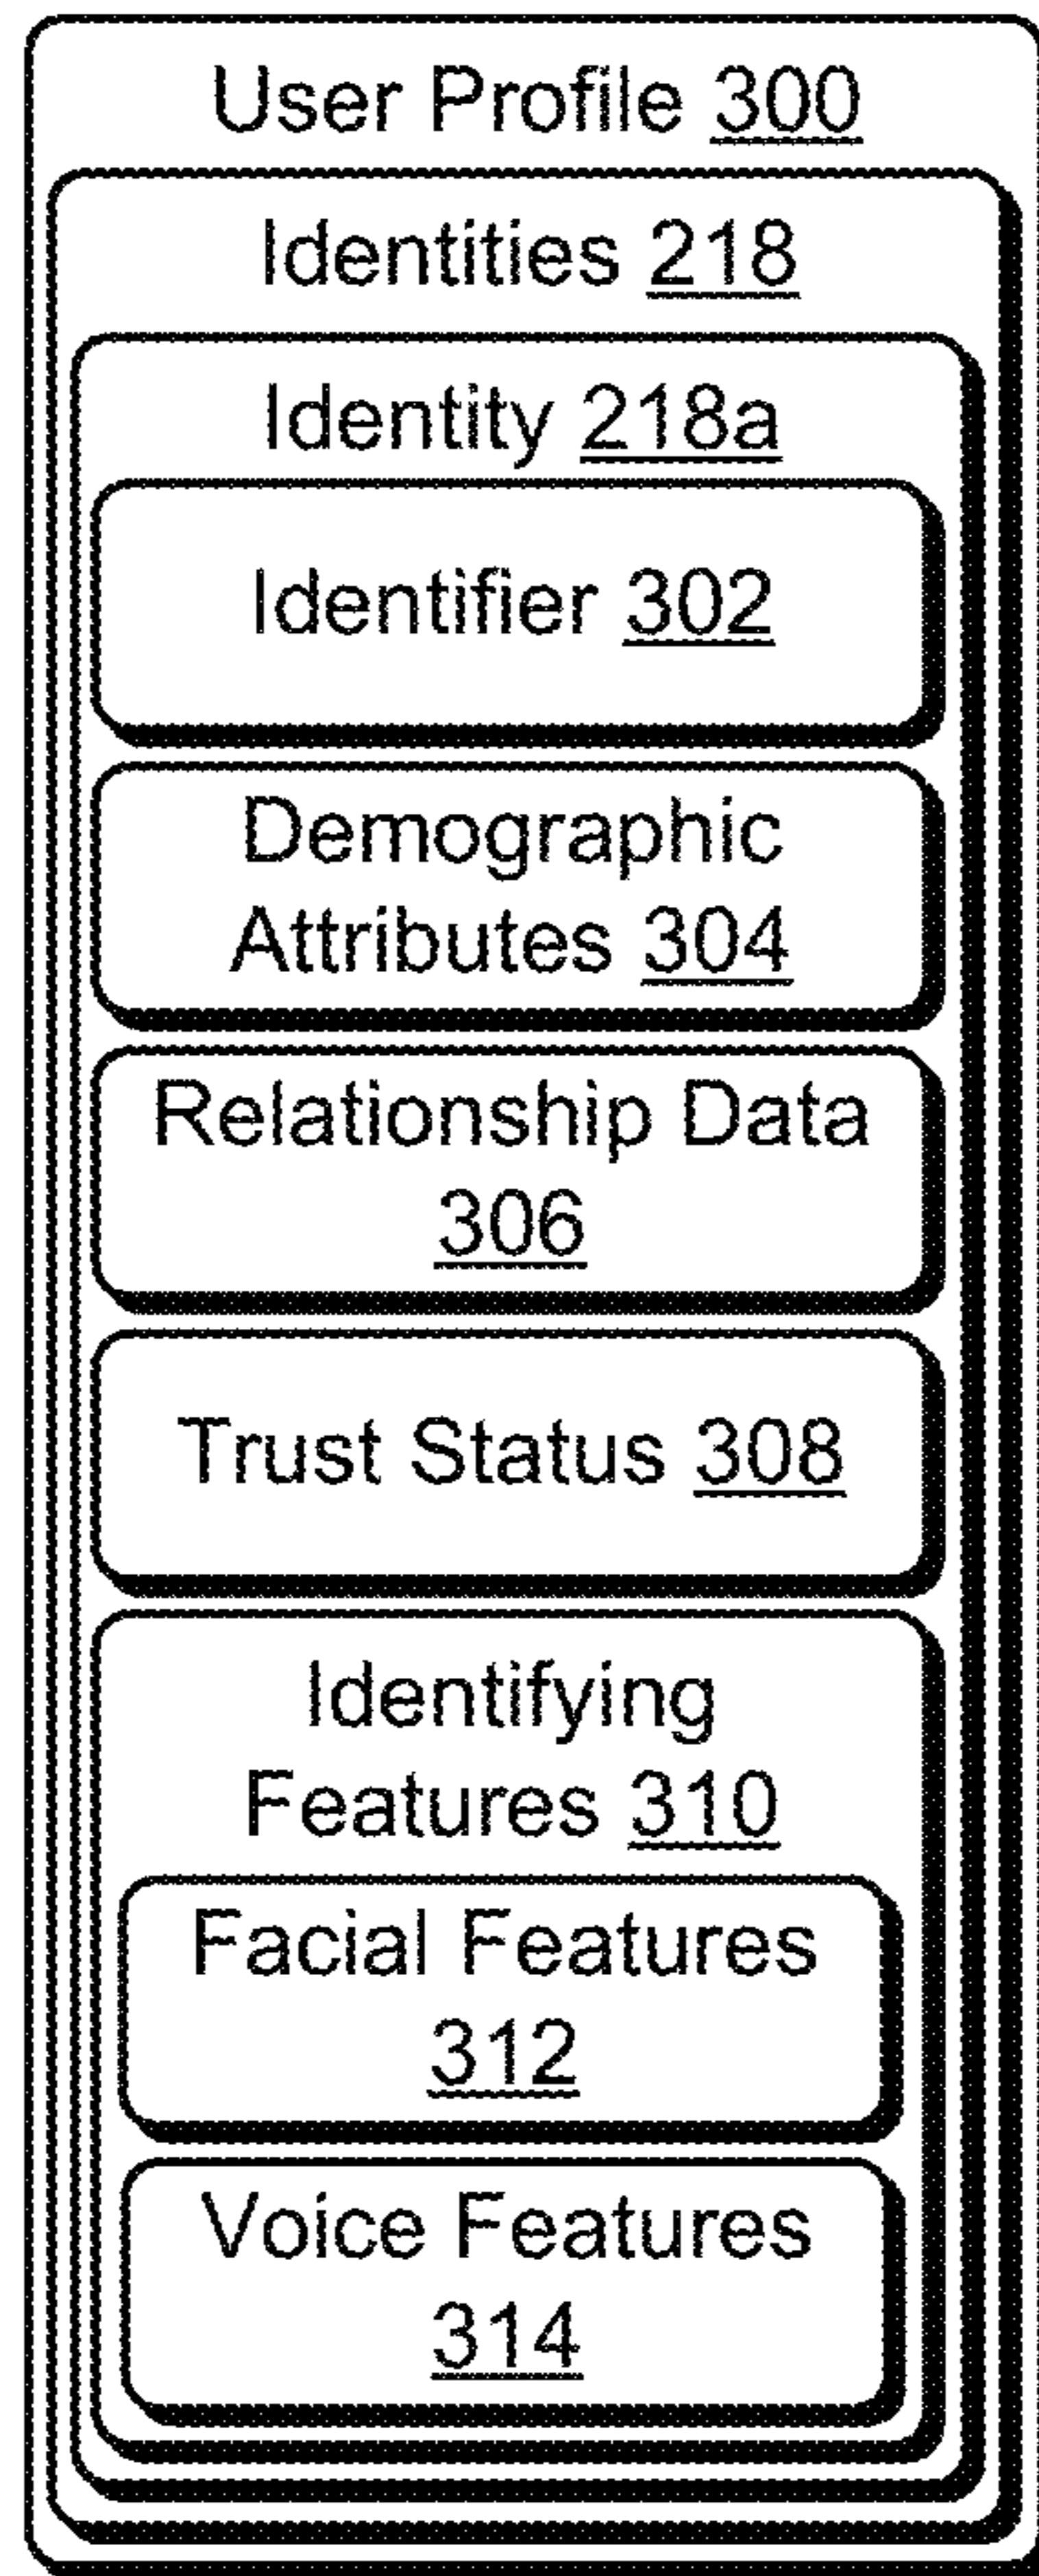 User Profile 300
Identities 218
Identity 218a
Identifier 302
Demographic
Attributes 304
Relationship Data
306
Trust Status 308
Identifying
Features 310
Facial Features
312
Voice Features
314